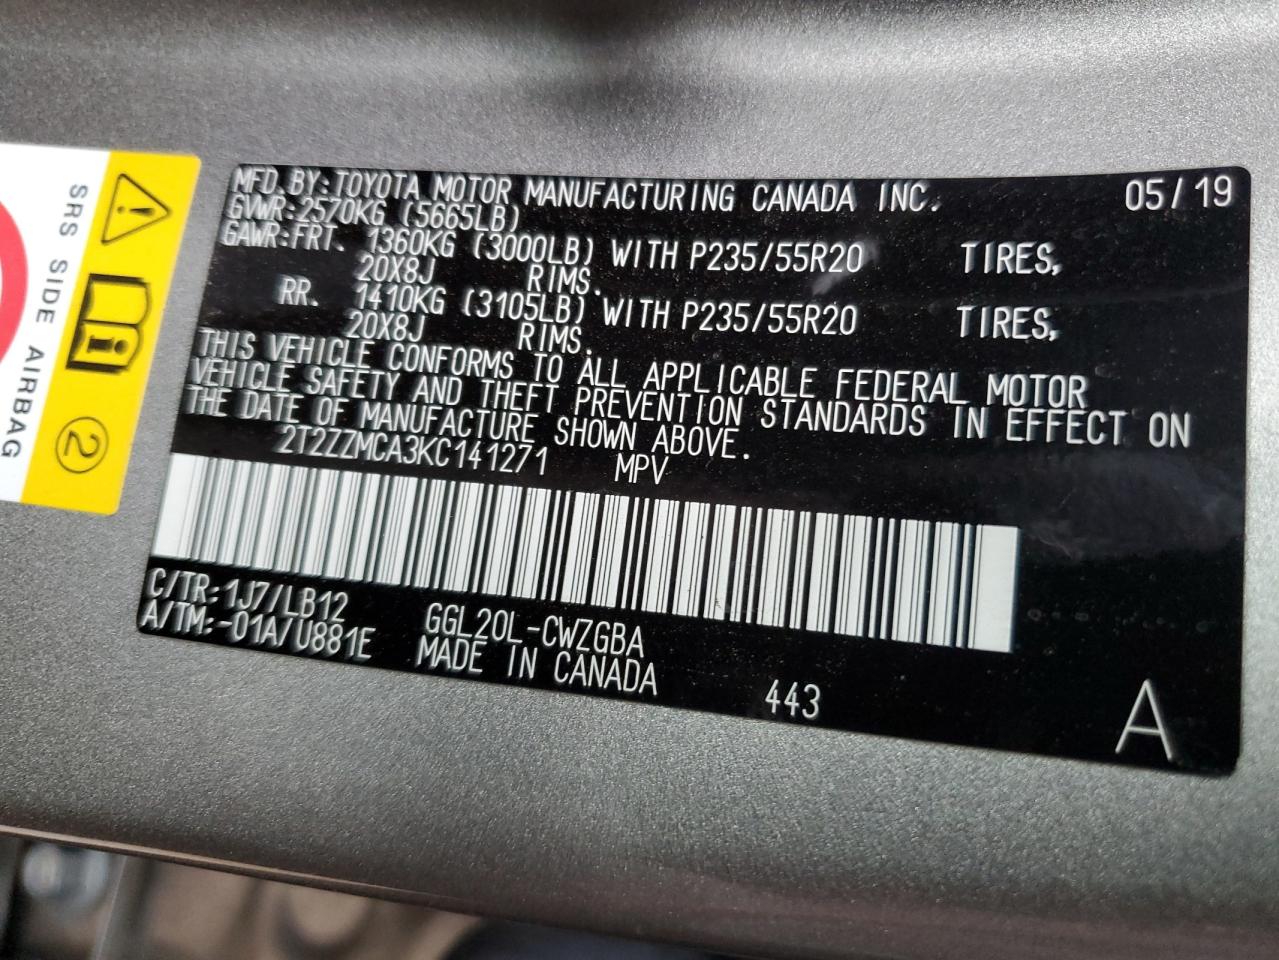 SRS SIDE AIRBAG
2
MFD. BY: TOYOTA MOTOR MANUFACTURING CANADA INC. 05/19
GVWR: 2570KG (5665LB)
GAWR: FRT. 1360KG (3000LB) WITH P235/55R20 TIRES,
20X8J RIMS.
RR. 1410KG (3105LB) WITH P235/55R20 TIRES,
20X8J RIMS.
THIS VEHICLE CONFORMS TO ALL APPLICABLE FEDERAL MOTOR
VEHICLE SAFETY AND THEFT PREVENTION STANDARDS IN EFFECT ON
THE DATE OF MANUFACTURE SHOWN ABOVE.
2T2ZZMCA3KC141271 MPV
C/TR: 1J7/LB12 GGL20L-CWZGBA
A/TM: -01A/U881E MADE IN CANADA 443
A